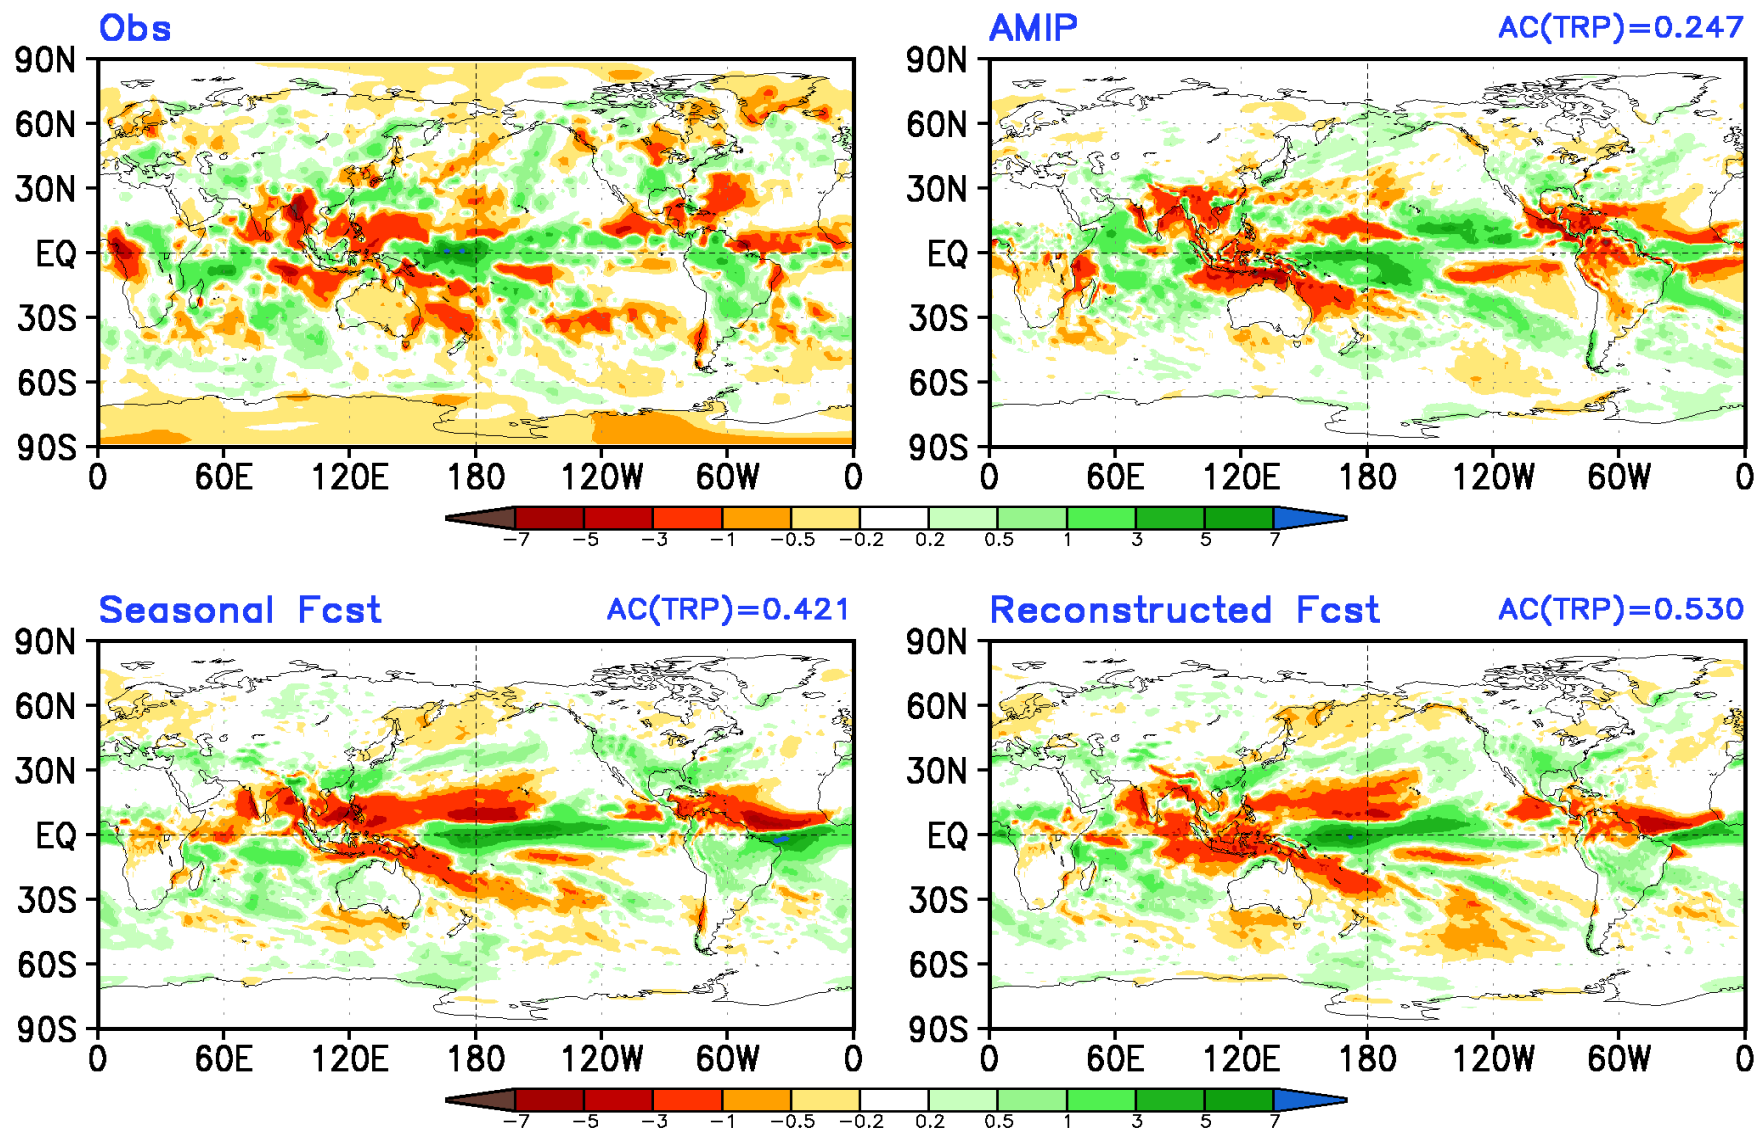 Obs
90N
60N
30N
EQ
30S
60S
90S
0 60E 120E 180 120W 60W 0
AMIP AC(TRP)=0.247
90N
60N
30N
EQ
30S
60S
90S
0 60E 120E 180 120W 60W 0
-7 -5 -3 -1 -0.5 -0.2 0.2 0.5 1 3 5 7
Seasonal Fcst AC(TRP)=0.421
90N
60N
30N
EQ
30S
60S
90S
0 60E 120E 180 120W 60W 0
Reconstructed Fcst AC(TRP)=0.530
90N
60N
30N
EQ
30S
60S
90S
0 60E 120E 180 120W 60W 0
-7 -5 -3 -1 -0.5 -0.2 0.2 0.5 1 3 5 7